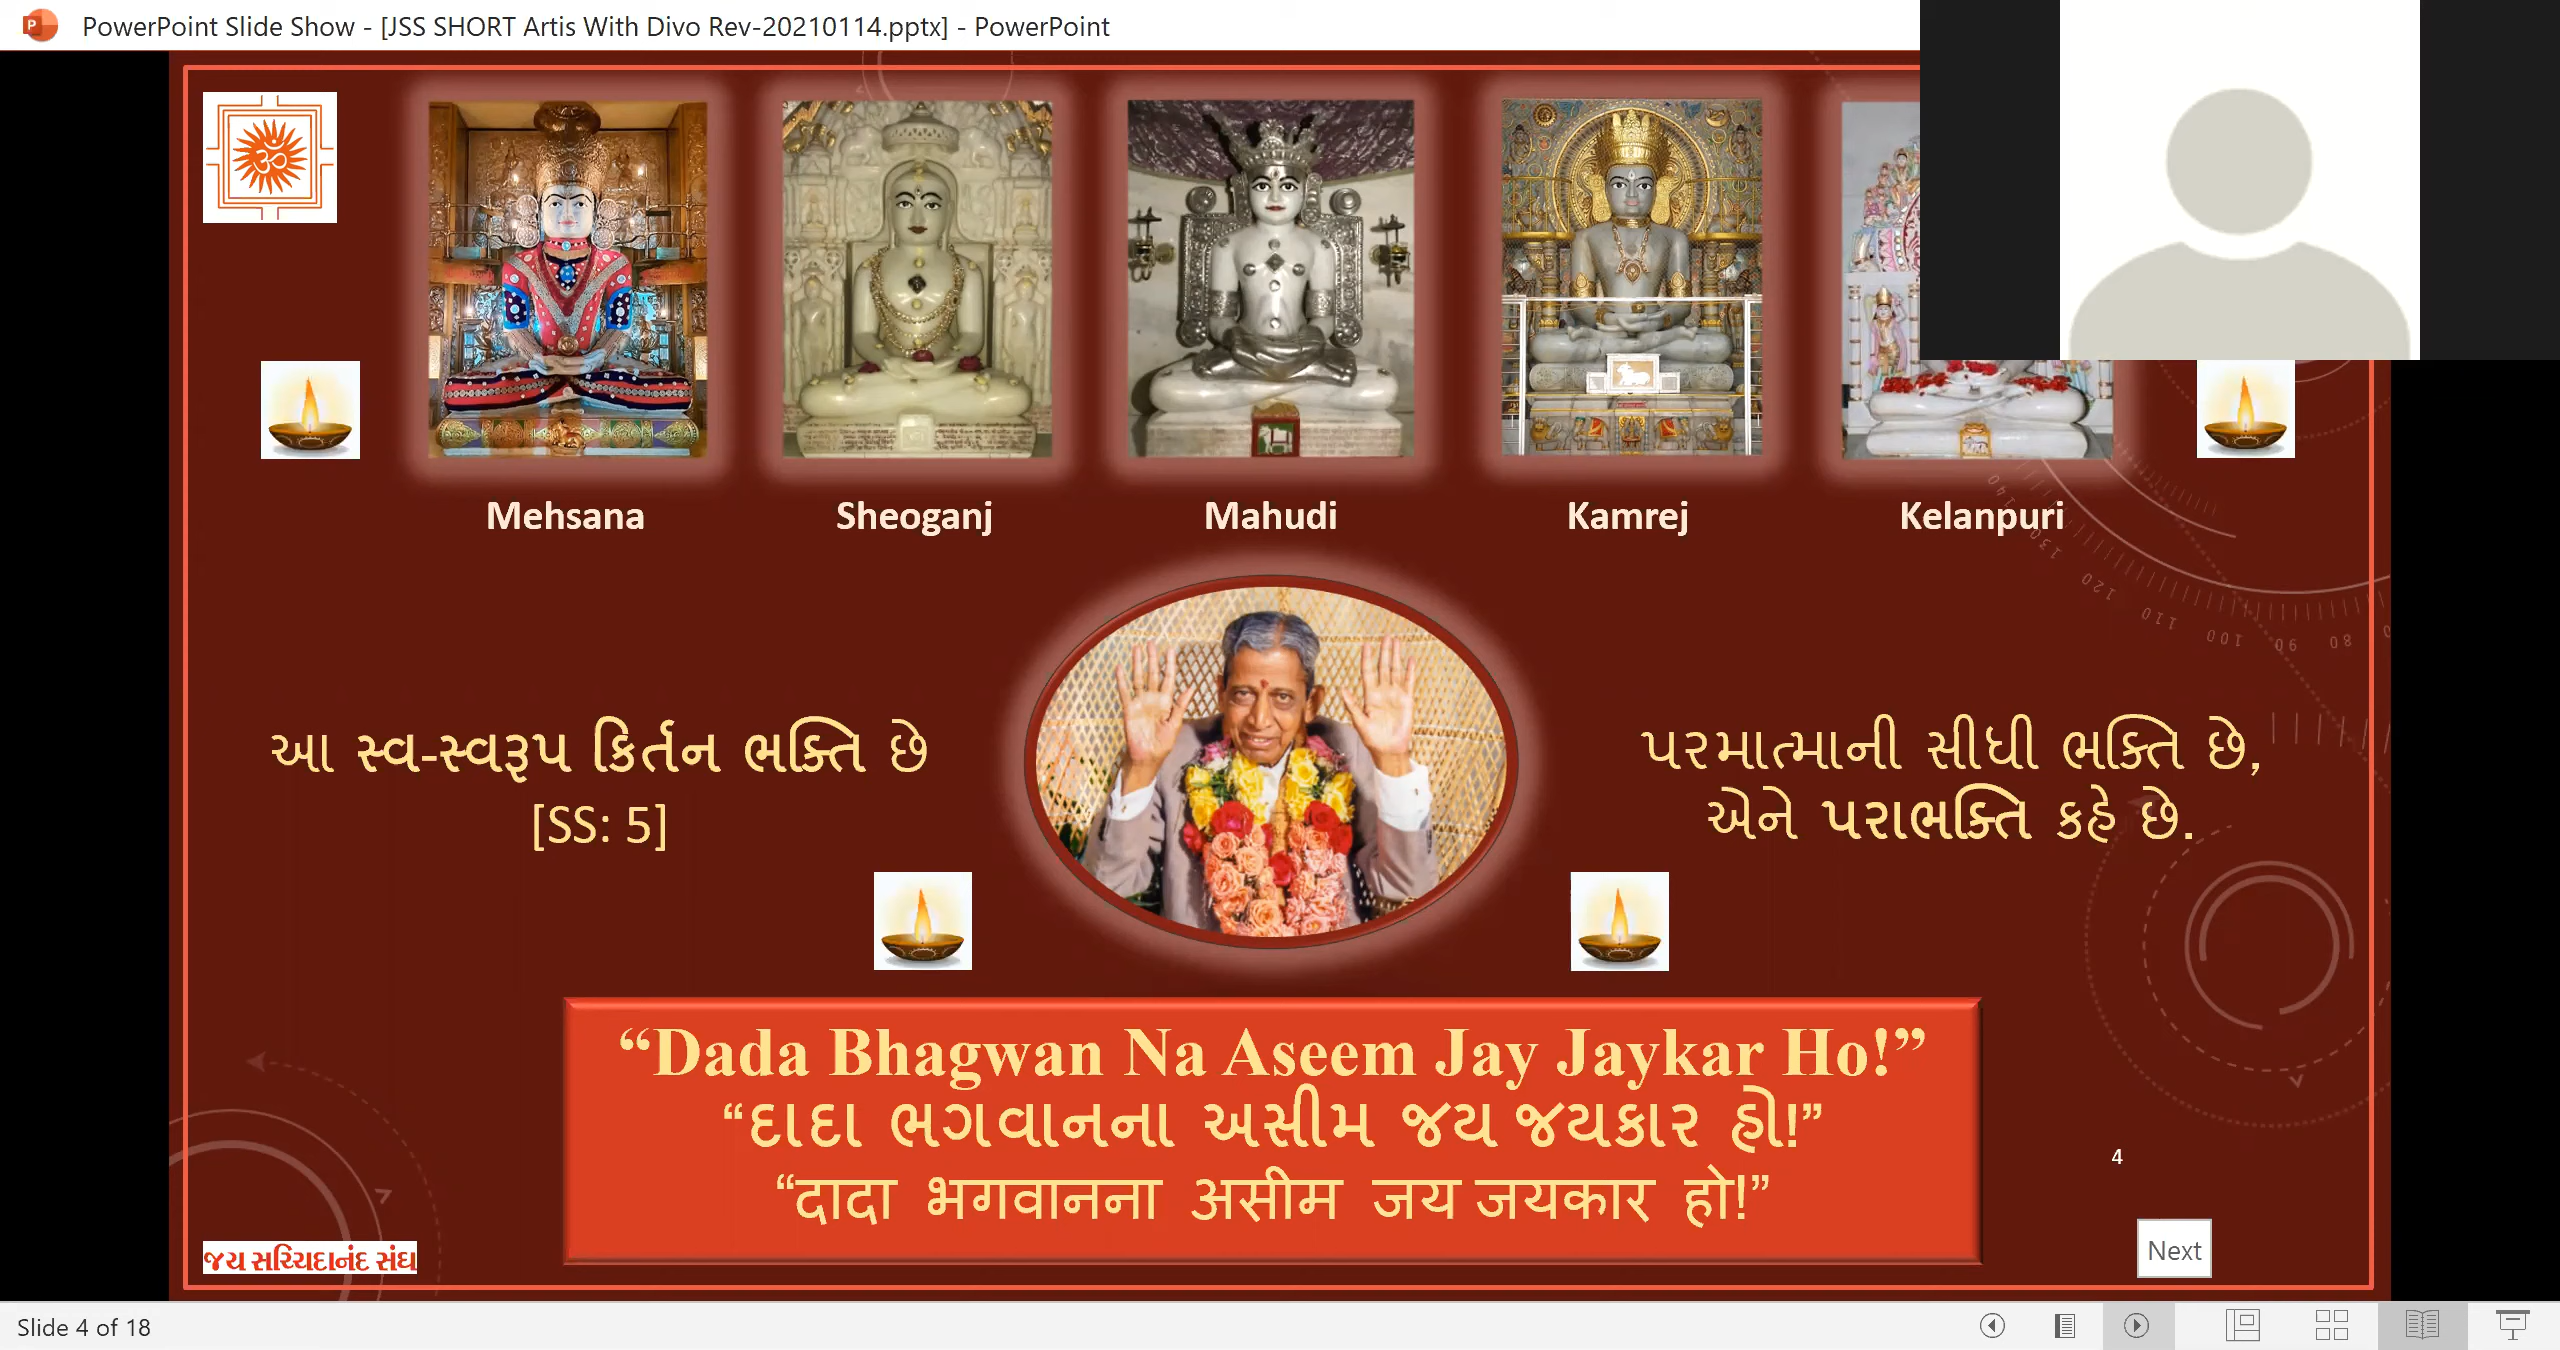 PowerPoint Slide Show - [JSS SHORT Artis With Divo Rev-20210114.pptx] - PowerPoint
Mehsana
Sheoganj
Mahudi
Kamrej
Kelanpuri
આ સ્વ-સ્વરૂપ કિર્તન ભક્તિ છે
[SS: 5]
પરમાત્માની સીધી ભક્તિ છે,
એને પરાભક્તિ કહે છે.
“Dada Bhagwan Na Aseem Jay Jaykar Ho!”
“દાદા ભગવાનના અસીમ જય જયકાર હો!”
“दादा भगवानना असीम जय जयकार हो!”
4
જય સચ્ચિદાનંદ સંઘ
Next
Slide 4 of 18